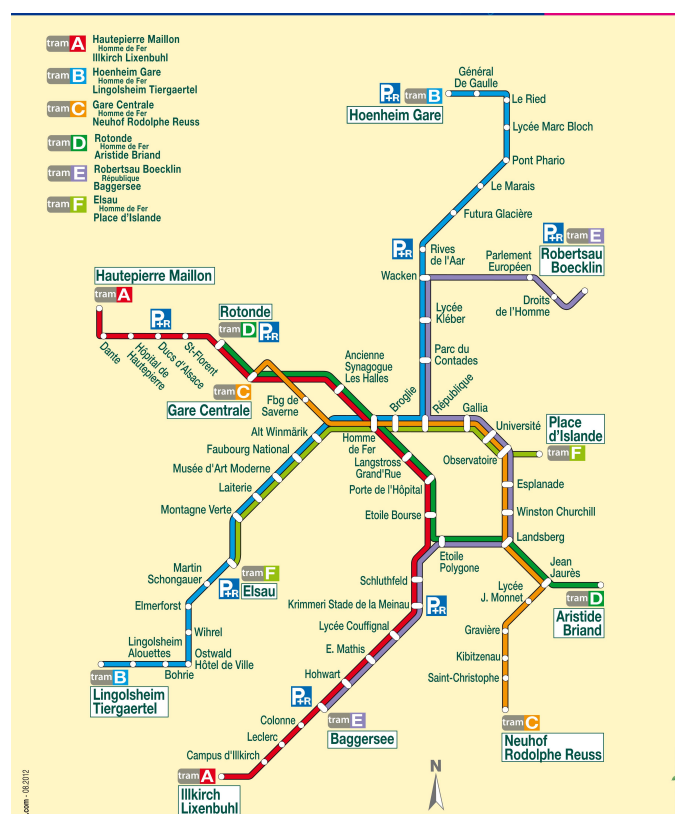 tram A Hautepierre Maillon
Homme de Fer
Illkirch Lixenbuhl
tram B Hoenheim Gare
Homme de Fer
Lingolsheim Tiergaertel
tram C Gare Centrale
Homme de Fer
Neuhof Rodolphe Reuss
tram D Rotonde
Homme de Fer
Aristide Briand
tram E Robertsau Boecklin
République
Baggersee
tram F Elsau
Homme de Fer
Place d'Islande
Général
De Gaulle
P+R tram B
Hoenheim Gare
Le Ried
Lycée Marc Bloch
Pont Phario
Le Marais
Futura Glacière
P+R
Rives
de l'Aar
Wacken
Parlement
Européen
P+R tram E
Robertsau
Boecklin
Droits
de l'Homme
Lycée
Kléber
Parc du
Contades
Hautepierre Maillon
tram A
P+R
Dante
Hôpital de
Hautepierre
Ducs d'Alsace
St-Florent
Rotonde
tram D P+R
tram C
Gare Centrale
Ancienne
Synagogue
Les Halles
Fbg de
Saverne
Broglie
République
Gallia
Université
Place
d'Islande
tram F
Observatoire
Alt Winmärik
Homme
de Fer
Faubourg National
Langstross
Grand'Rue
Musée d'Art Moderne
Laiterie
Porte de l'Hôpital
Esplanade
Montagne Verte
Etoile Bourse
Winston Churchill
Landsberg
Etoile
Polygone
Jean
Jaurès
Martin
Schongauer
P+R tram F
Elsau
Schluthfeld
Lycée
J. Monnet
tram D
Aristide
Briand
Elmerforst
Krimmeri Stade de la Meinau
P+R
Wihrel
Lycée Couffignal
Gravière
Lingolsheim
Alouettes
Ostwald
Hôtel de Ville
Bohrie
E. Mathis
Kibitzenau
tram B
Lingolsheim
Tiergaertel
Hohwart
Saint-Christophe
P+R
Colonne
tram E
Baggersee
tram C
Neuhof
Rodolphe Reuss
Leclerc
Campus d'Illkirch
tram A
Illkirch
Lixenbuhl
N
.com - 08.2012